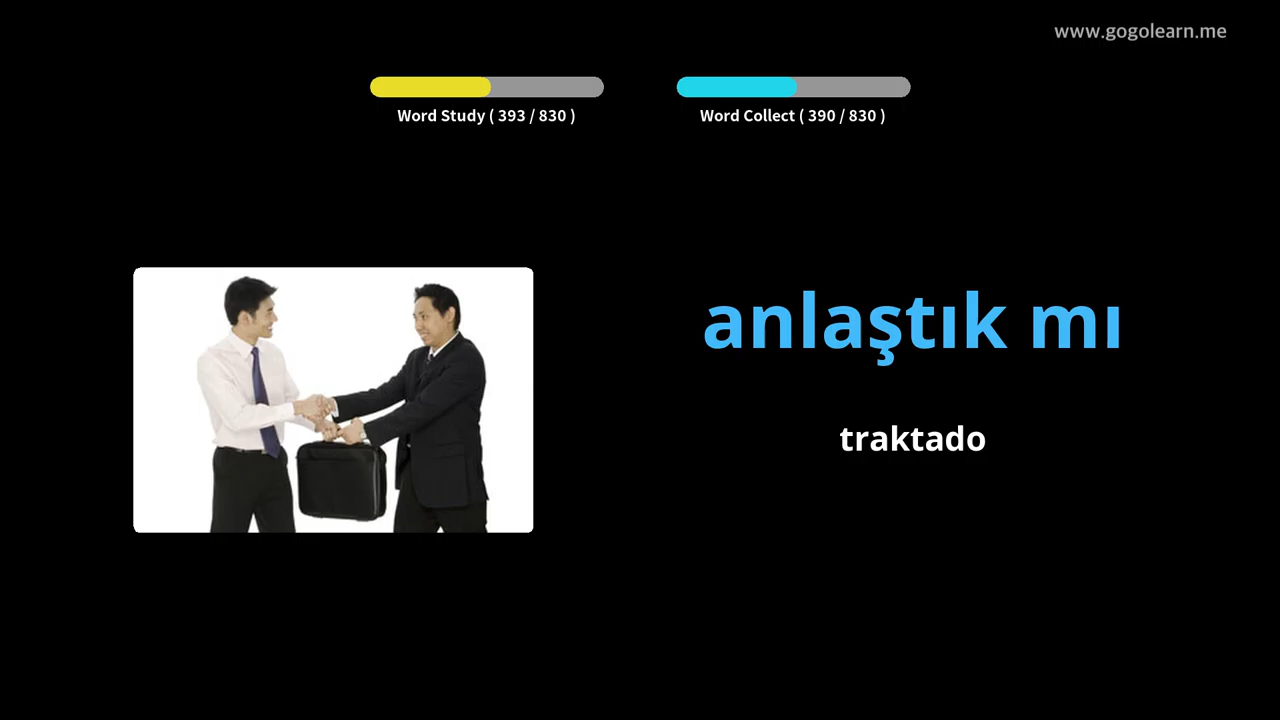 www.gogolearn.me
Word Study ( 393 / 830 )
Word Collect ( 390 / 830 )
anlaştık mı
traktado